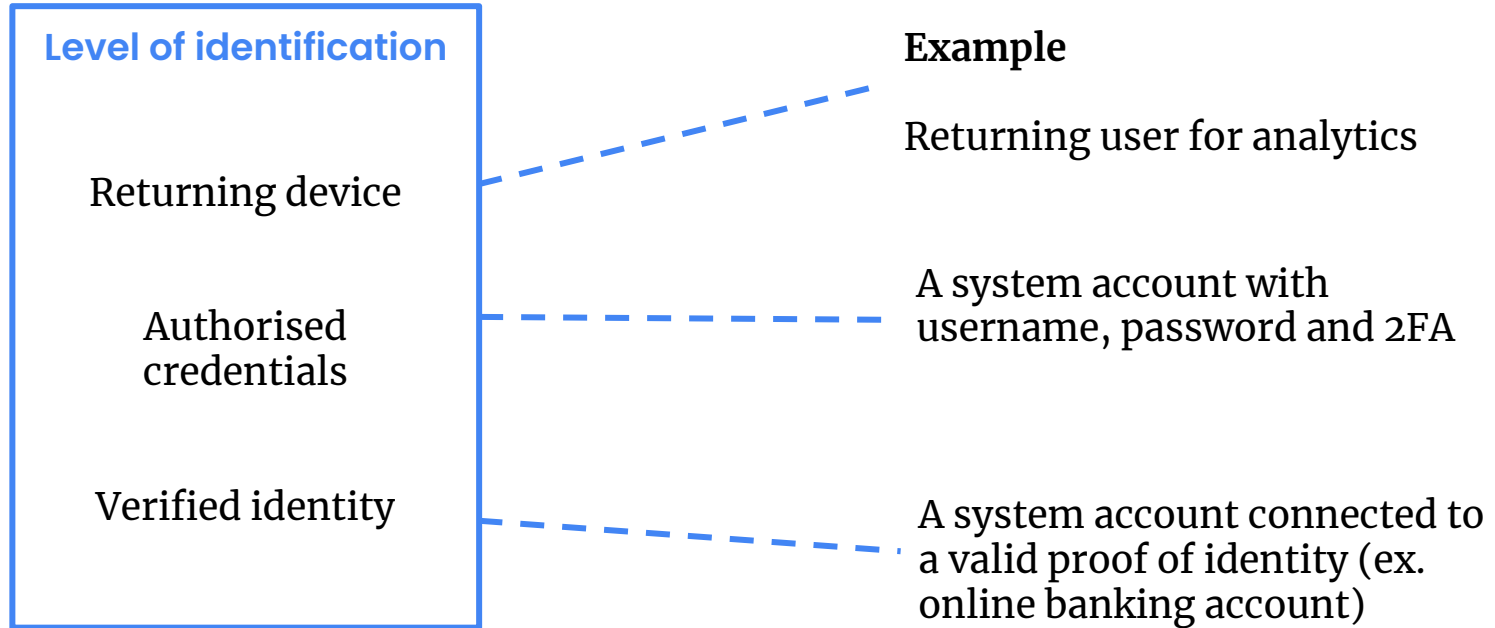 Level of identification
Example
Returning device
Returning user for analytics
Authorised
credentials
A system account with
username, password and 2FA
Verified identity
A system account connected to
a valid proof of identity (ex.
online banking account)